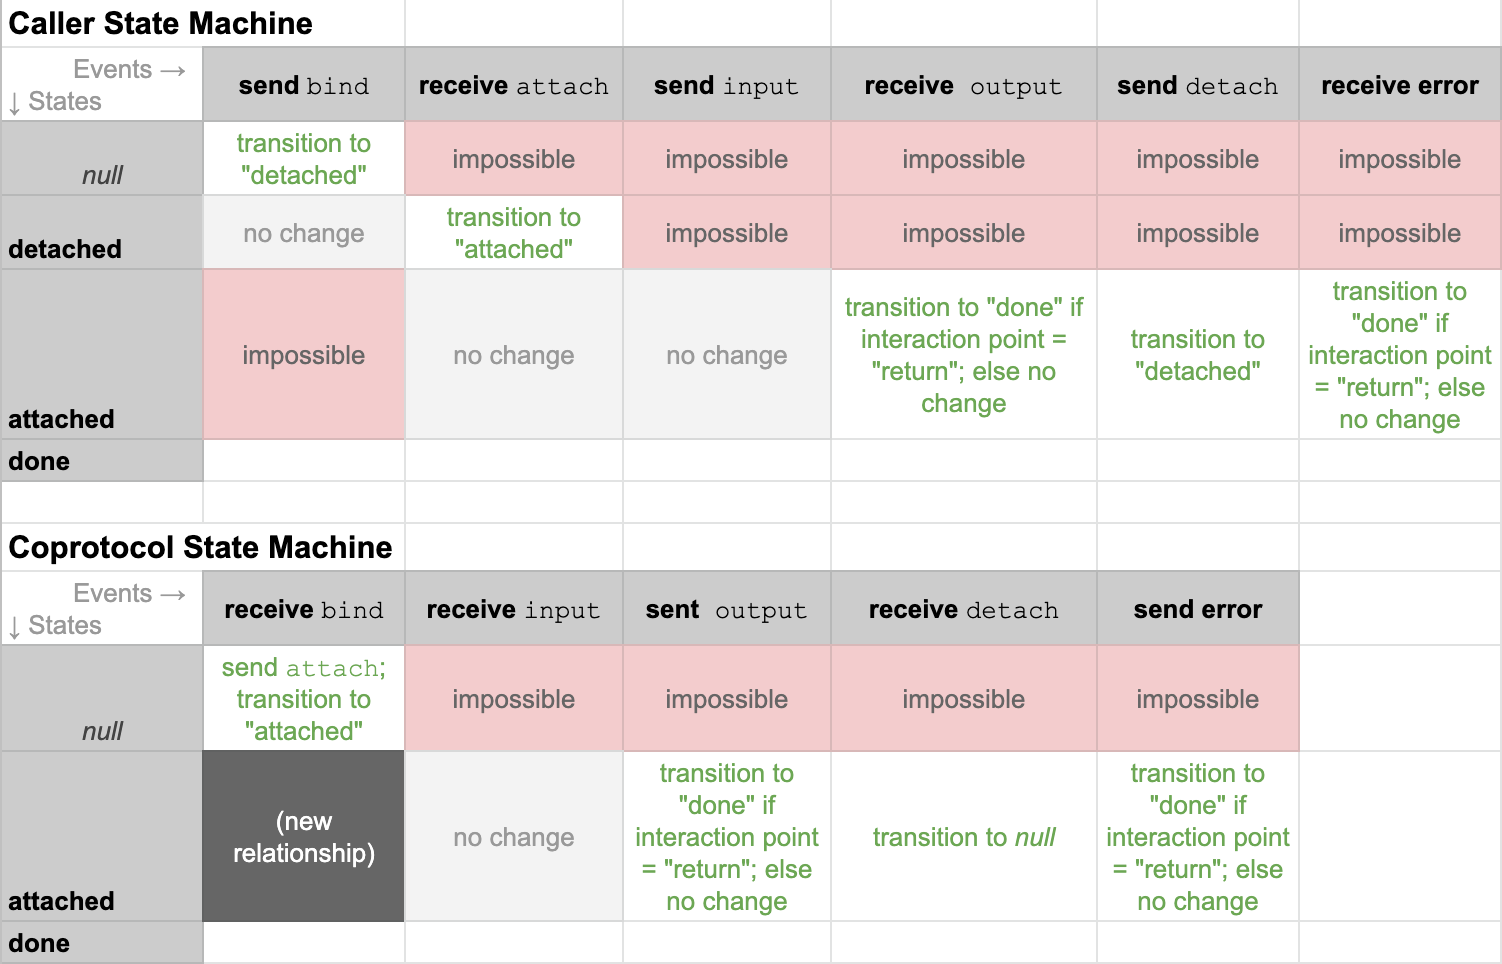 Caller State Machine
Events →
↓ States
send bind
receive attach
send input
receive output
send detach
receive error
null
transition to
"detached"
impossible
impossible
impossible
impossible
impossible
detached
no change
transition to
"attached"
impossible
impossible
impossible
impossible
attached
impossible
no change
no change
transition to "done" if
interaction point =
"return"; else no
change
transition to
"detached"
transition to
"done" if
interaction point
= "return"; else
no change
done
Coprotocol State Machine
Events →
↓ States
receive bind
receive input
sent output
receive detach
send error
null
send attach;
transition to
"attached"
impossible
impossible
impossible
impossible
attached
(new
relationship)
no change
transition to
"done" if
interaction point
= "return"; else
no change
transition to null
transition to
"done" if
interaction point
= "return"; else
no change
done